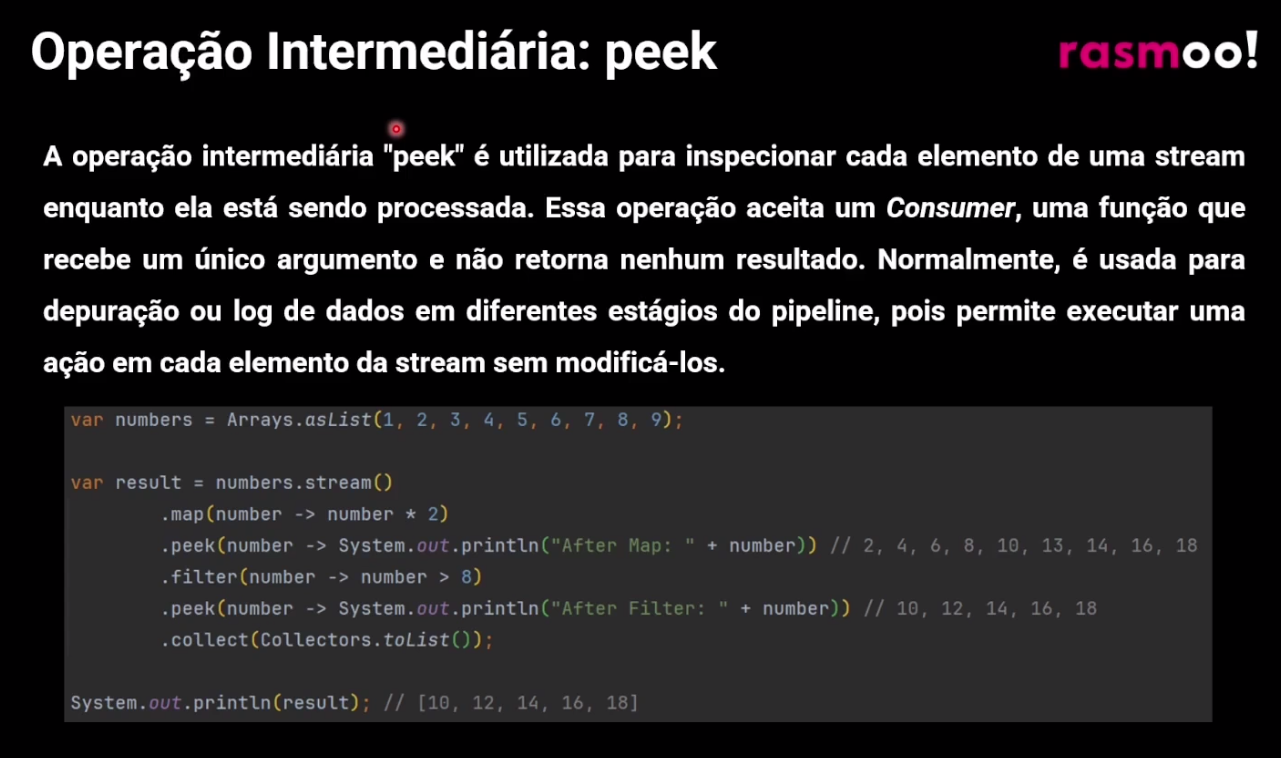 Operação Intermediária: peek
rasmoo!
A operação intermediária "peek" é utilizada para inspecionar cada elemento de uma stream
enquanto ela está sendo processada. Essa operação aceita um Consumer, uma função que
recebe um único argumento e não retorna nenhum resultado. Normalmente, é usada para
depuração ou log de dados em diferentes estágios do pipeline, pois permite executar uma
ação em cada elemento da stream sem modificá-los.
var numbers = Arrays.asList(1, 2, 3, 4, 5, 6, 7, 8, 9);
var result = numbers.stream()
.map(number -> number * 2)
.peek(number -> System.out.println("After Map: " + number)) // 2, 4, 6, 8, 10, 13, 14, 16, 18
.filter(number -> number > 8)
.peek(number -> System.out.println("After Filter: " + number)) // 10, 12, 14, 16, 18
.collect(Collectors.toList());
System.out.println(result); // [10, 12, 14, 16, 18]